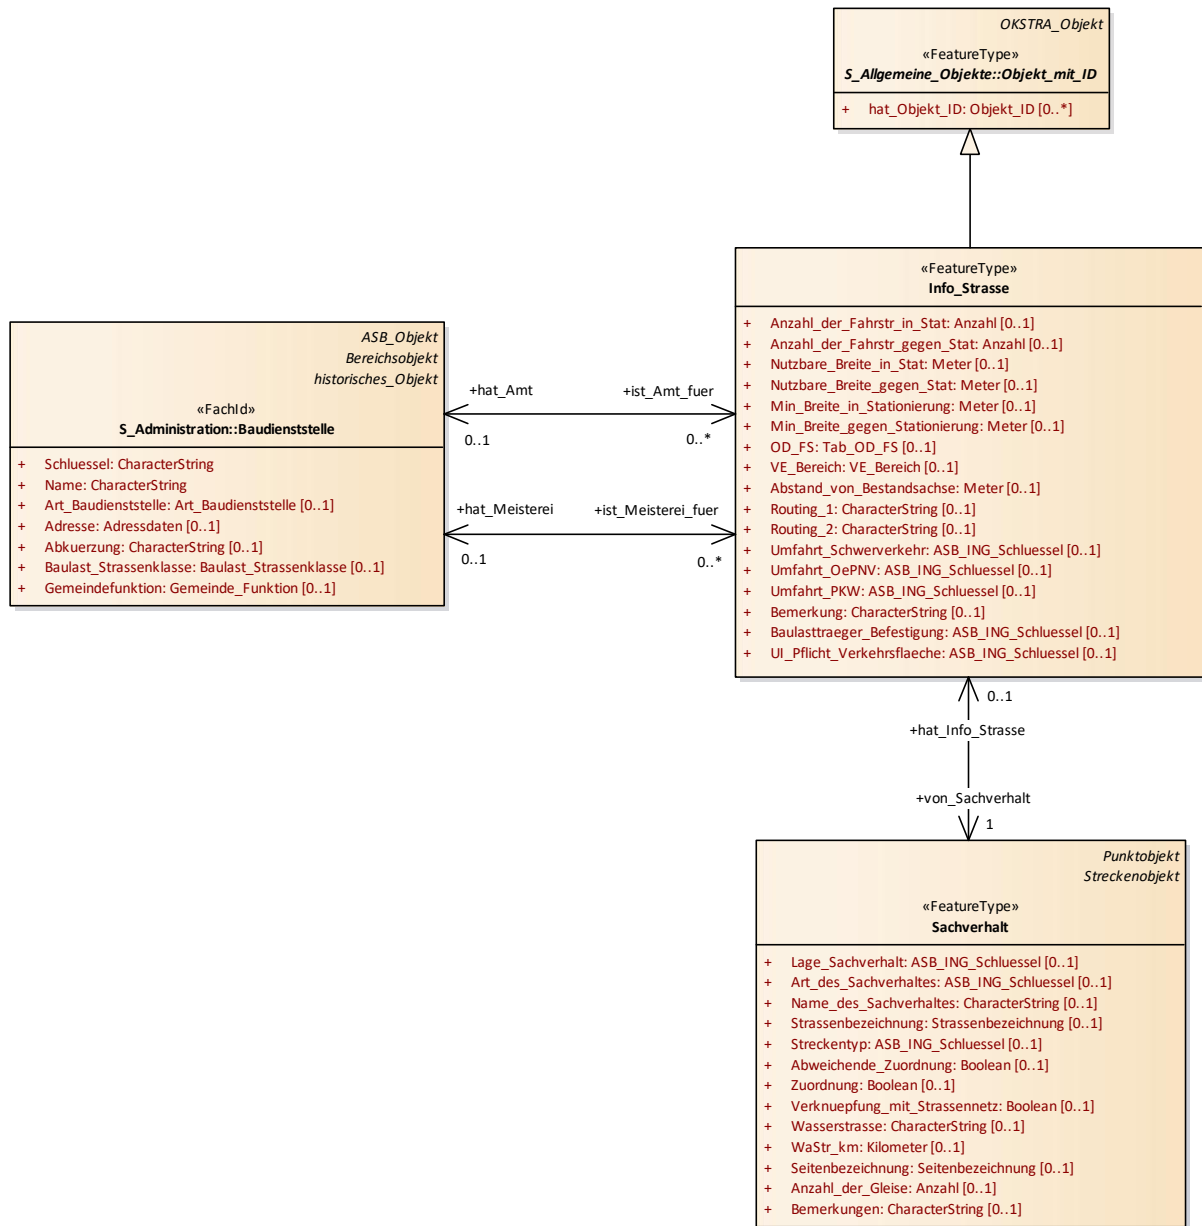 OKSTRA_Objekt
«FeatureType»
S_Allgemeine_Objekte::Objekt_mit_ID
+ hat_Objekt_ID: Objekt_ID [0..*]
«FeatureType»
Info_Strasse
+ Anzahl_der_Fahrstr_in_Stat: Anzahl [0..1]
+ Anzahl_der_Fahrstr_gegen_Stat: Anzahl [0..1]
+ Nutzbare_Breite_in_Stat: Meter [0..1]
+ Nutzbare_Breite_gegen_Stat: Meter [0..1]
+ Min_Breite_in_Stationierung: Meter [0..1]
+ Min_Breite_gegen_Stationierung: Meter [0..1]
+ OD_FS: Tab_OD_FS [0..1]
+ VE_Bereich: VE_Bereich [0..1]
+ Abstand_von_Bestandsachse: Meter [0..1]
+ Routing_1: CharacterString [0..1]
+ Routing_2: CharacterString [0..1]
+ Umfahrt_Schwerverkehr: ASB_ING_Schluessel [0..1]
+ Umfahrt_OePNV: ASB_ING_Schluessel [0..1]
+ Umfahrt_PKW: ASB_ING_Schluessel [0..1]
+ Bemerkung: CharacterString [0..1]
+ Baulasttraeger_Befestigung: ASB_ING_Schluessel [0..1]
+ UI_Pflicht_Verkehrsflaeche: ASB_ING_Schluessel [0..1]
ASB_Objekt
Bereichsobjekt
historisches_Objekt
«FachId»
S_Administration::Baudienststelle
+ Schluessel: CharacterString
+ Name: CharacterString
+ Art_Baudienststelle: Art_Baudienststelle [0..1]
+ Adresse: Adressdaten [0..1]
+ Abkuerzung: CharacterString [0..1]
+ Baulast_Strassenklasse: Baulast_Strassenklasse [0..1]
+ Gemeindefunktion: Gemeinde_Funktion [0..1]
+hat_Amt +ist_Amt_fuer
0..1 0..*
+hat_Meisterei +ist_Meisterei_fuer
0..1 0..*
0..1
+hat_Info_Strasse
+von_Sachverhalt
1
Punktobjekt
Streckenobjekt
«FeatureType»
Sachverhalt
+ Lage_Sachverhalt: ASB_ING_Schluessel [0..1]
+ Art_des_Sachverhaltes: ASB_ING_Schluessel [0..1]
+ Name_des_Sachverhaltes: CharacterString [0..1]
+ Strassenbezeichnung: Strassenbezeichnung [0..1]
+ Streckentyp: ASB_ING_Schluessel [0..1]
+ Abweichende_Zuordnung: Boolean [0..1]
+ Zuordnung: Boolean [0..1]
+ Verknuepfung_mit_Strassennetz: Boolean [0..1]
+ Wasserstrasse: CharacterString [0..1]
+ WaStr_km: Kilometer [0..1]
+ Seitenbezeichnung: Seitenbezeichnung [0..1]
+ Anzahl_der_Gleise: Anzahl [0..1]
+ Bemerkungen: CharacterString [0..1]